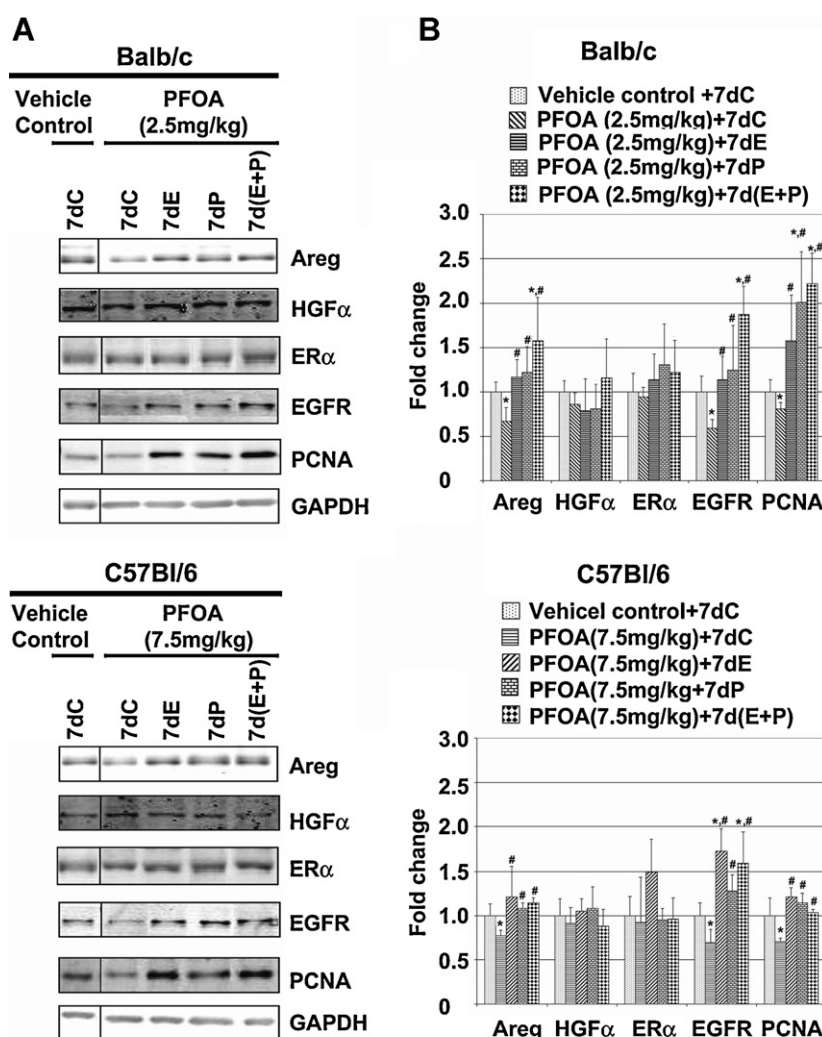 A
Balb/c
Vehicle Control
PFOA (2.5mg/kg)
7dC
7dC
7dE
7dP
7d(E+P)
Areg
HGFα
ERα
EGFR
PCNA
GAPDH
C57Bl/6
Vehicle Control
PFOA (7.5mg/kg)
7dC
7dC
7dE
7dP
7d(E+P)
Areg
HGFα
ERα
EGFR
PCNA
GAPDH
B
Balb/c
Vehicle control +7dC
PFOA (2.5mg/kg)+7dC
PFOA (2.5mg/kg)+7dE
PFOA (2.5mg/kg)+7dP
PFOA (2.5mg/kg)+7d(E+P)
Fold change
3.0
2.5
2.0
1.5
1.0
0.5
0
*
#
#
*,#
*
#
#
*,#
*
#
*,#
*,#
Areg HGFα ERα EGFR PCNA
C57Bl/6
Vehicel control+7dC
PFOA(7.5mg/kg)+7dC
PFOA(7.5mg/kg)+7dE
PFOA(7.5mg/kg+7dP
PFOA(7.5mg/kg)+7d(E+P)
Fold change
3.0
2.5
2.0
1.5
1.0
0.5
0
*
#
#
#
*
*,#
#
*,#
*
#
#
#
Areg HGFα ERα EGFR PCNA